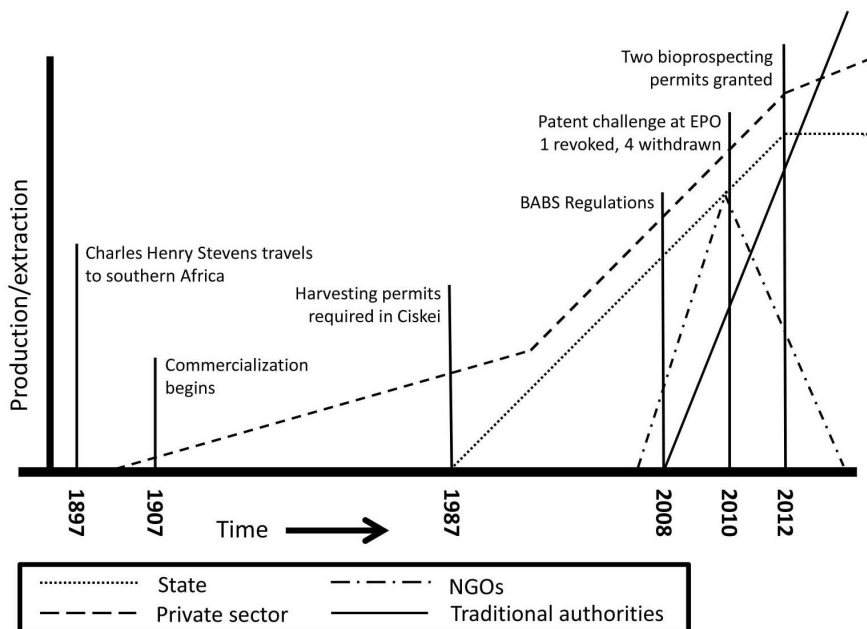 Two bioprospecting
permits granted
Patent challenge at EPO
1 revoked, 4 withdrawn
BABS Regulations
Charles Henry Stevens travels
to southern Africa
Harvesting permits
required in Ciskei
Commercialization
begins
Production/extraction
1897
1907
1987
2008
2010
2012
Time
State
NGOs
Private sector
Traditional authorities